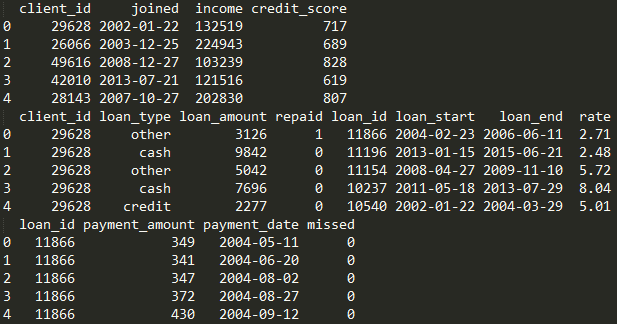 client_id joined income credit_score
0 29628 2002-01-22 132519 717
1 26066 2003-12-25 224943 689
2 49616 2008-12-27 103239 828
3 42010 2013-07-21 121516 619
4 28143 2007-10-27 202830 807
client_id loan_type loan_amount repaid loan_id loan_start loan_end rate
0 29628 other 3126 1 11866 2004-02-23 2006-06-11 2.71
1 29628 cash 9842 0 11196 2013-01-15 2015-06-21 2.48
2 29628 other 5042 0 11154 2008-04-27 2009-11-10 5.72
3 29628 cash 7696 0 10237 2011-05-18 2013-07-29 8.04
4 29628 credit 2277 0 10540 2002-01-22 2004-03-29 5.01
loan_id payment_amount payment_date missed
0 11866 349 2004-05-11 0
1 11866 341 2004-06-20 0
2 11866 347 2004-08-02 0
3 11866 372 2004-08-27 0
4 11866 430 2004-09-12 0